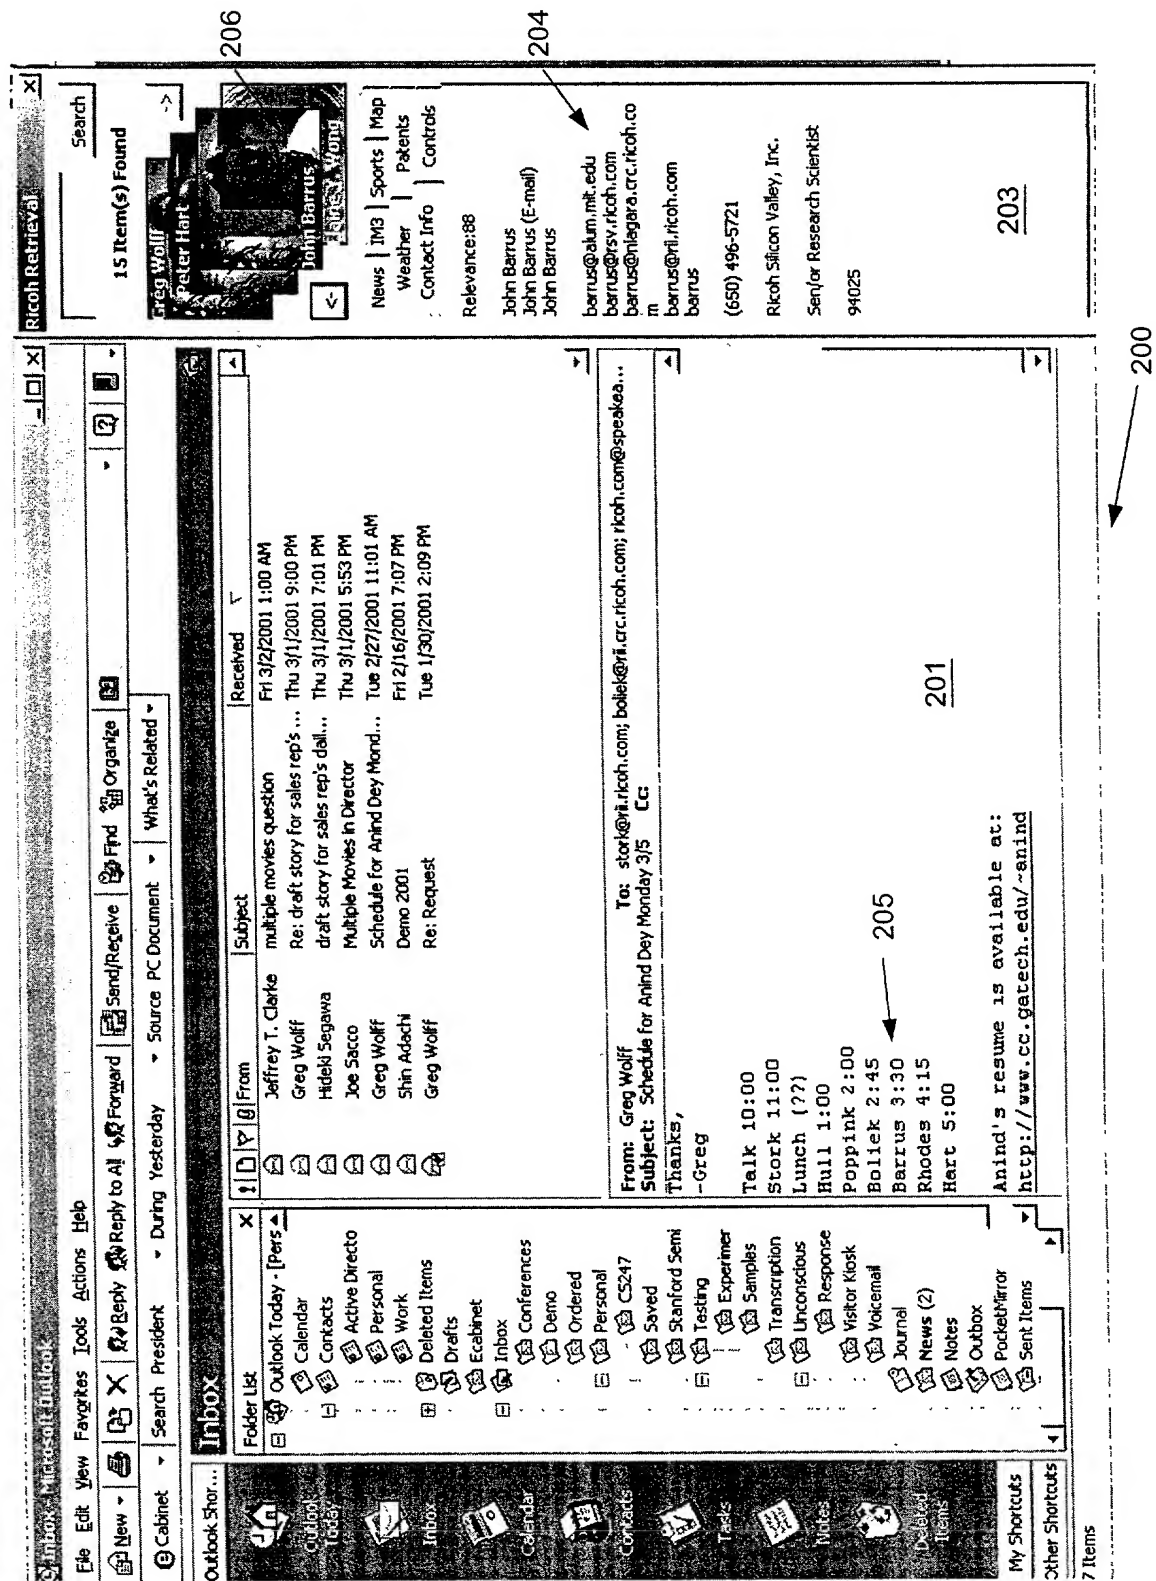 Inbox - Microsoft Outlook
File Edit View Favorites Tools Actions Help
New Reply Reply to All Forward Send/Receive Find Organize
eCabinet Search President During Yesterday Source PC Document What's Related
Outlook Shor...
Inbox
Outlook Today
Inbox
Calendar
Contacts
Tasks
Notes
Deleted Items
My Shortcuts
Other Shortcuts
7 Items
Folder List X
Outlook Today - [Pers
Calendar
Contacts
Active Directo
Personal
Work
Deleted Items
Drafts
Ecabinet
Inbox
Conferences
Demo
Ordered
Personal
CS247
Saved
Stanford Semi
Testing
Experimer
Samples
Transcription
Unconscious
Response
Visitor Kiosk
Voicemail
Journal
News (2)
Notes
Outbox
PocketMirror
Sent Items
! From Subject Received
Jeffrey T. Clarke multiple movies question Fri 3/2/2001 1:00 AM
Greg Wolff Re: draft story for sales rep's ... Thu 3/1/2001 9:00 PM
Hideki Segawa draft story for sales rep's dail... Thu 3/1/2001 7:01 PM
Joe Sacco Multiple Movies in Director Thu 3/1/2001 5:53 PM
Greg Wolff Schedule for Anind Dey Mond... Tue 2/27/2001 11:01 AM
Shin Adachi Demo 2001 Fri 2/16/2001 7:07 PM
Greg Wolff Re: Request Tue 1/30/2001 2:09 PM
From: Greg Wolff To: stork@rii.ricoh.com; boliek@rii.crc.ricoh.com; ricoh.com@speakea...
Subject: Schedule for Anind Dey Monday 3/5 Cc:
Thanks,
-Greg
Talk 10:00
Stork 11:00
Lunch (??)
Hull 1:00
Poppink 2:00
Boliek 2:45
Barrus 3:30
Rhodes 4:15
Hart 5:00
Anind's resume is available at:
http://www.cc.gatech.edu/~anind
205
201
Ricoh Retrieval X
Search
15 Item(s) Found
Greg Wolff
Peter Hart
John Barrus
James J. Wong
<- ->
News IM3 Sports Map
Weather Patents
Contact Info Controls
Relevance:88
John Barrus
John Barrus (E-mail)
John Barrus
barrus@alum.mit.edu
barrus@rsv.ricoh.com
barrus@niagara.crc.ricoh.co
m
barrus@rii.ricoh.com
barrus
(650) 496-5721
Ricoh Silicon Valley, Inc.
Senior Research Scientist
94025
203
206
204
200